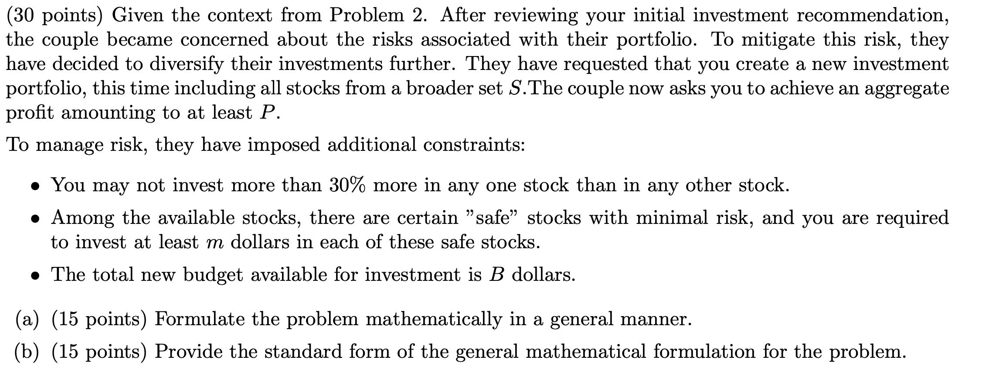 (30 points) Given the context from Problem 2. After reviewing your initial investment recommendation,
the couple became concerned about the risks associated with their portfolio. To mitigate this risk, they
have decided to diversify their investments further. They have requested that you create a new investment
portfolio, this time including all stocks from a broader set S.The couple now asks you to achieve an aggregate
profit amounting to at least P.
To manage risk, they have imposed additional constraints:
• You may not invest more than 30% more in any one stock than in any other stock.
• Among the available stocks, there are certain ”safe” stocks with minimal risk, and you are required
to invest at least m dollars in each of these safe stocks.
• The total new budget available for investment is B dollars.
(a) (15 points) Formulate the problem mathematically in a general manner.
(b) (15 points) Provide the standard form of the general mathematical formulation for the problem.